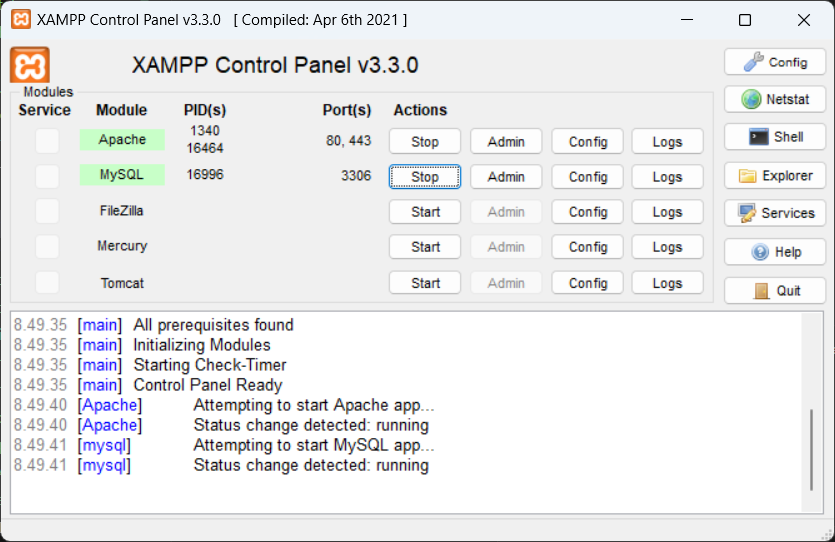 XAMPP Control Panel v3.3.0 [ Compiled: Apr 6th 2021 ]
XAMPP Control Panel v3.3.0
Config
Modules
Service Module PID(s) Port(s) Actions
Netstat
Apache 1340 16464 80, 443 Stop Admin Config Logs
Shell
MySQL 16996 3306 Stop Admin Config Logs
Explorer
FileZilla Start Admin Config Logs
Services
Mercury Start Admin Config Logs
Help
Tomcat Start Admin Config Logs
Quit
8.49.35 [main] All prerequisites found
8.49.35 [main] Initializing Modules
8.49.35 [main] Starting Check-Timer
8.49.35 [main] Control Panel Ready
8.49.40 [Apache] Attempting to start Apache app...
8.49.40 [Apache] Status change detected: running
8.49.41 [mysql] Attempting to start MySQL app...
8.49.41 [mysql] Status change detected: running